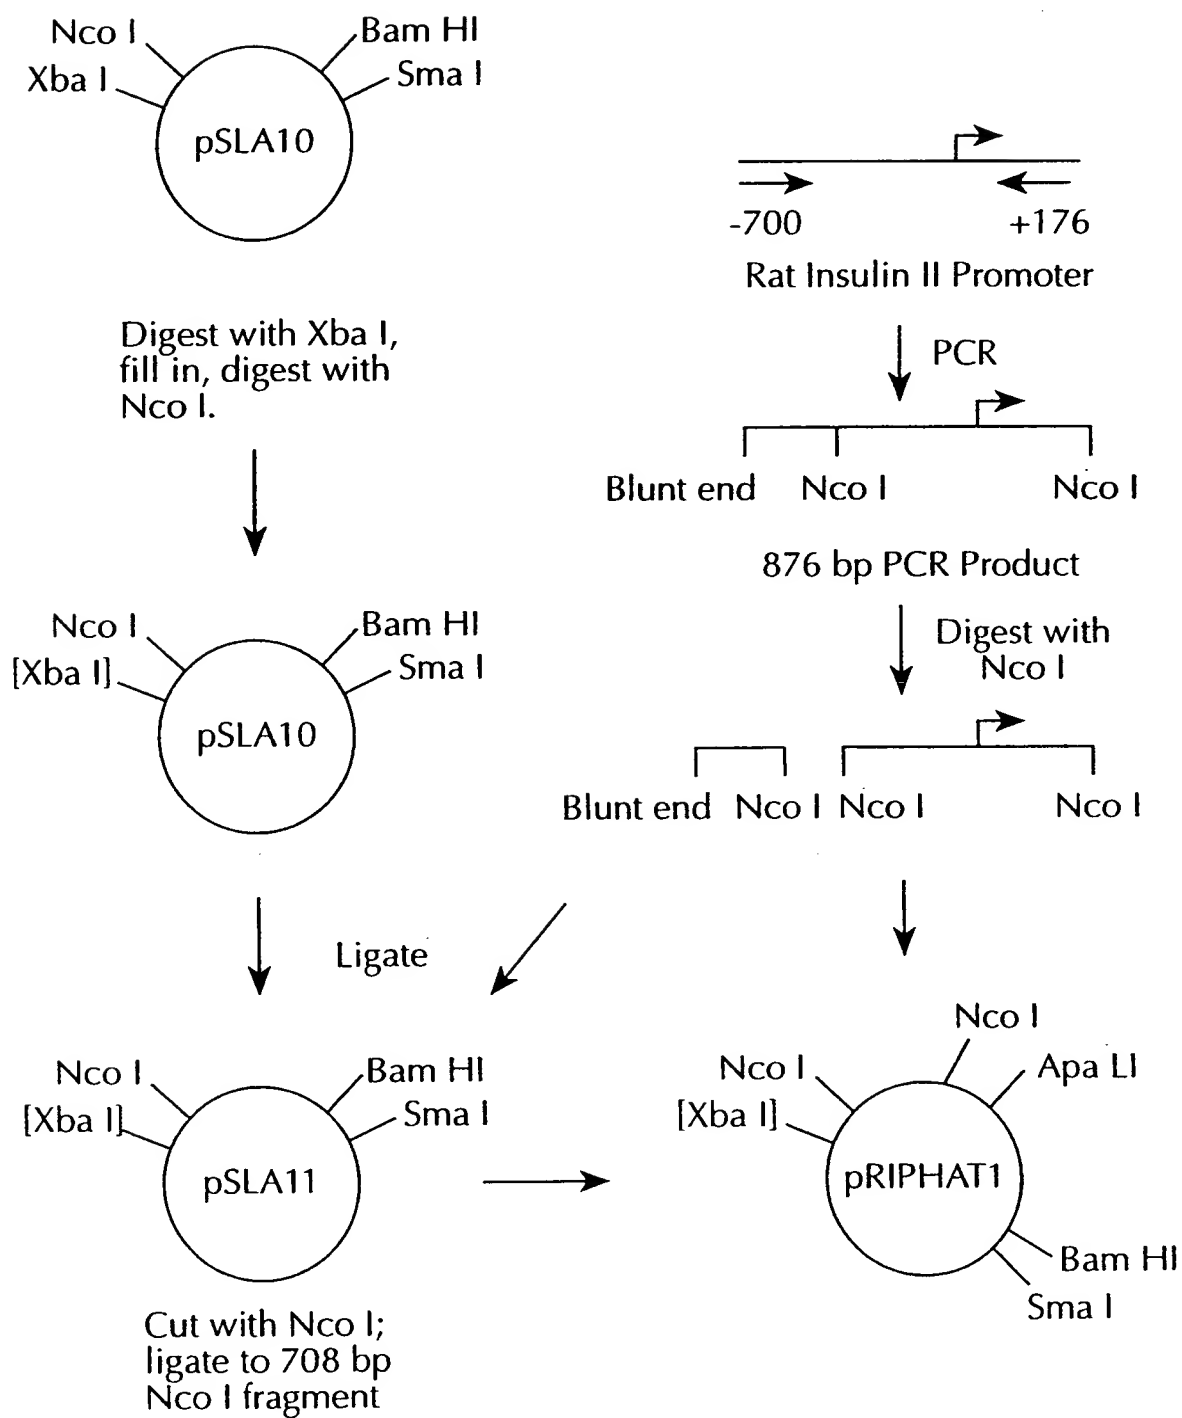 Nco I
Bam HI
Xba I
Sma I
pSLA10
Digest with Xba I,
fill in, digest with
Nco I.
-700
+176
Rat Insulin II Promoter
PCR
Blunt end
Nco I
Nco I
876 bp PCR Product
Digest with
Nco I
Nco I
Bam HI
[Xba I]
Sma I
pSLA10
Blunt end
Nco I
Nco I
Nco I
Ligate
Nco I
Bam HI
[Xba I]
Sma I
pSLA11
Cut with Nco I;
ligate to 708 bp
Nco I fragment
Nco I
Nco I
Apa LI
[Xba I]
pRIPHAT1
Bam HI
Sma I